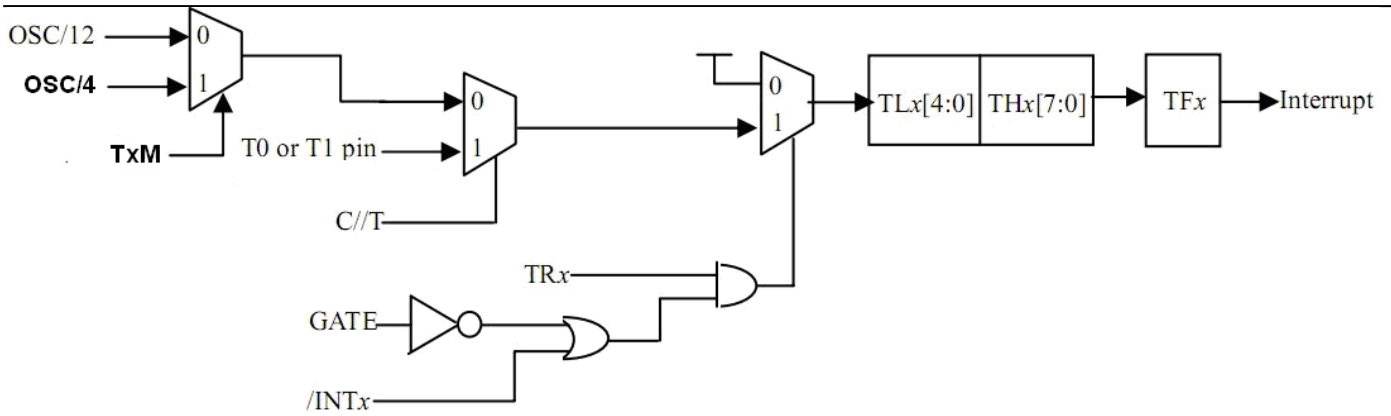 OSC/12
0
OSC/4
1
TxM
0
T0 or T1 pin
1
C//T
0
1
TLx[4:0]
THx[7:0]
TFx
Interrupt
TRx
GATE
/INTx